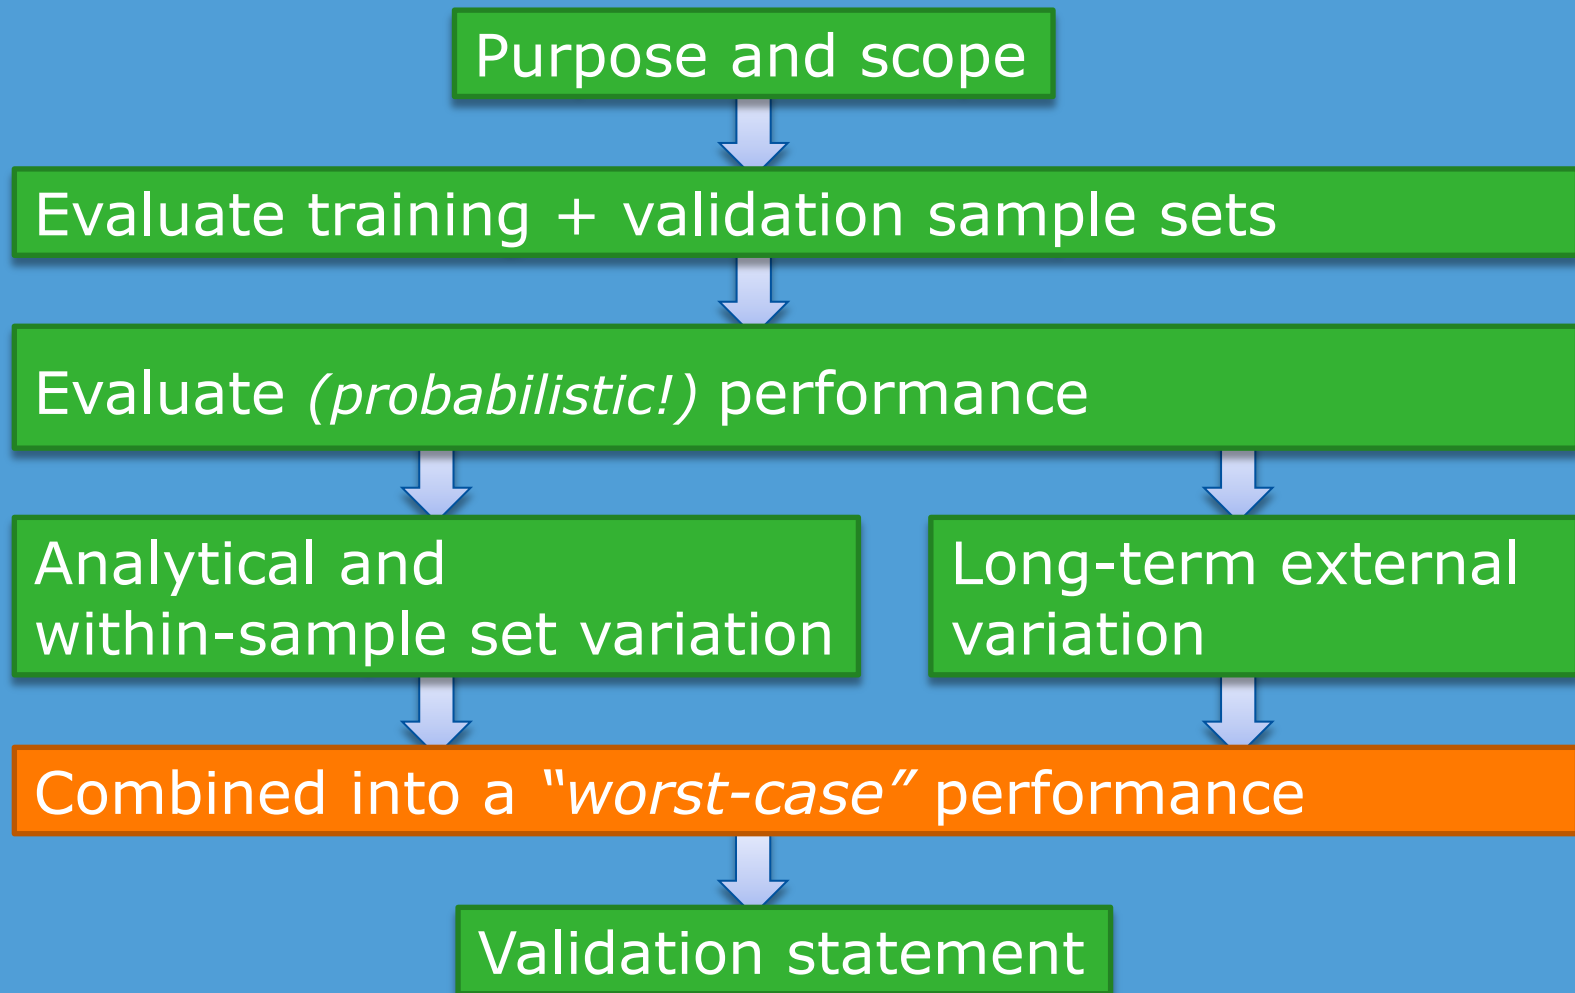 Purpose and scope
Evaluate training + validation sample sets
Evaluate (probabilistic!) performance
Analytical and
within-sample set variation
Long-term external
variation
Combined into a “worst-case” performance
Validation statement